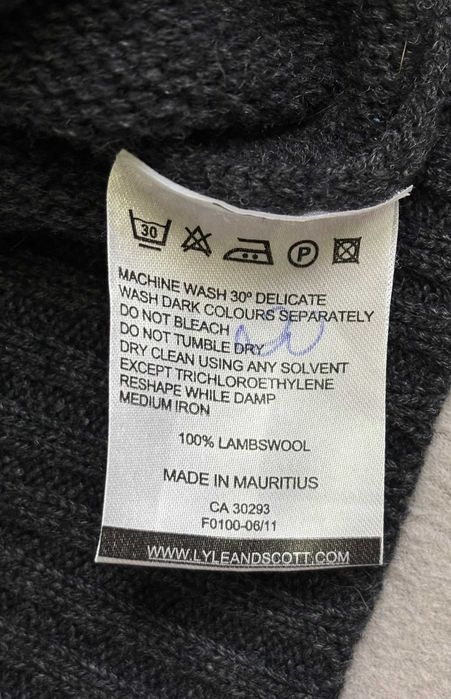 30
P
MACHINE WASH 30º DELICATE
WASH DARK COLOURS SEPARATELY
DO NOT BLEACH
DO NOT TUMBLE DRY
DRY CLEAN USING ANY SOLVENT
EXCEPT TRICHLOROETHYLENE
RESHAPE WHILE DAMP
MEDIUM IRON
100% LAMBSWOOL
MADE IN MAURITIUS
CA 30293
F0100-06/11
WWW.LYLEANDSCOTT.COM